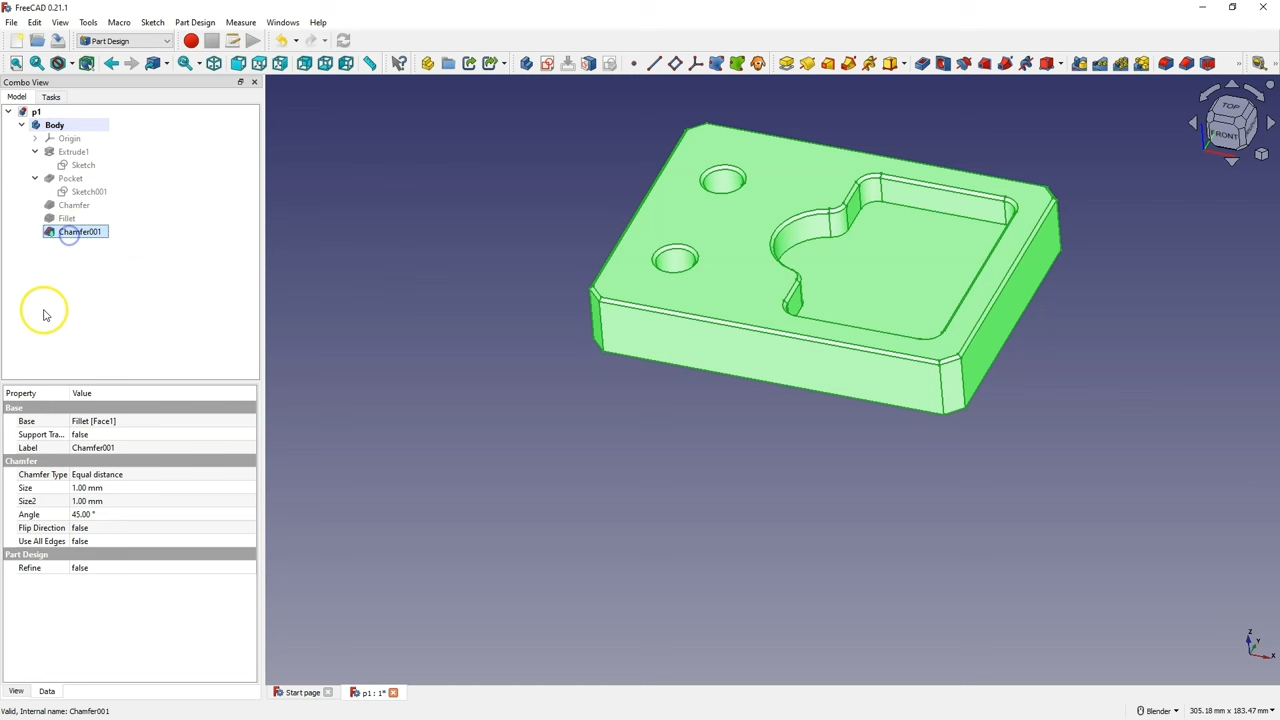 FreeCAD 0.21.1
File Edit View Tools Macro Sketch Part Design Measure Windows Help
Part Design
Combo View
Model Tasks
p1
Body
Origin
Extrude1
Sketch
Pocket
Sketch001
Chamfer
Fillet
Chamfer001
TOP
FRONT
Property Value
Base
Base Fillet [Face1]
Support Tra... false
Label Chamfer001
Chamfer
Chamfer Type Equal distance
Size 1.00 mm
Size2 1.00 mm
Angle 45.00 °
Flip Direction false
Use All Edges false
Part Design
Refine false
Z
Y
X
View Data
Start page p1 : 1*
Valid, Internal name: Chamfer001
Blender 305.18 mm x 183.47 mm